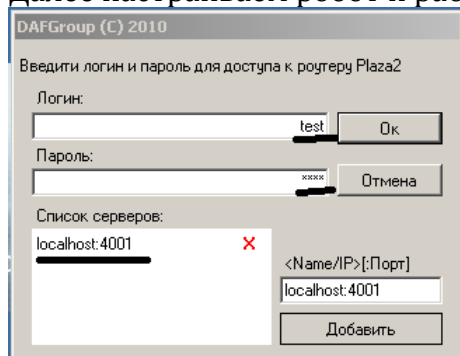 DAFGroup (C) 2010
Введити логин и пароль для доступа к роутеру Plaza2
Логин:
test
Ок
Пароль:
****
Отмена
Список серверов:
localhost:4001
<Name/IP>[:Порт]
localhost:4001
Добавить